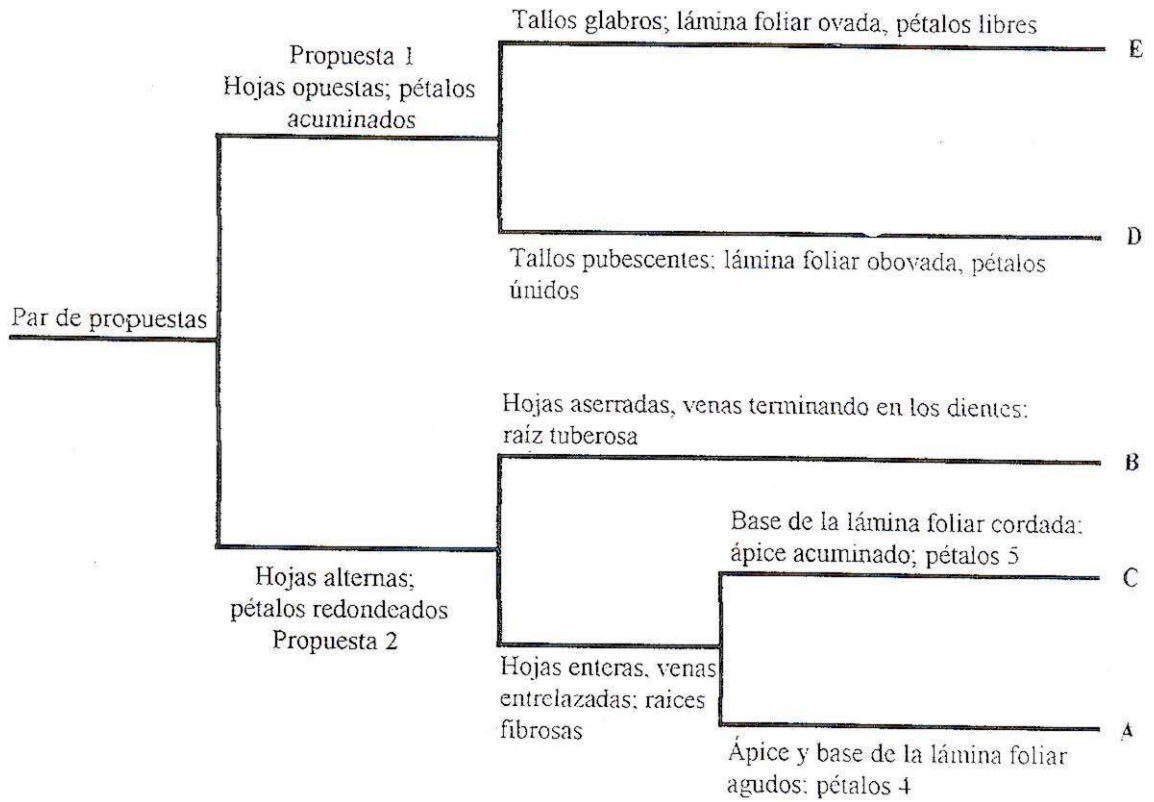 Tallos glabros; lámina foliar ovada, pétalos libres
E
Propuesta 1
Hojas opuestas; pétalos
acuminados
D
Tallos pubescentes: lámina foliar obovada, pétalos
únidos
Par de propuestas
Hojas aserradas, venas terminando en los dientes:
raíz tuberosa
B
Base de la lámina foliar cordada:
ápice acuminado; pétalos 5
C
Hojas alternas;
pétalos redondeados
Propuesta 2
Hojas enteras, venas
entrelazadas: raices
fibrosas
A
Ápice y base de la lámina foliar
agudos: pétalos 4